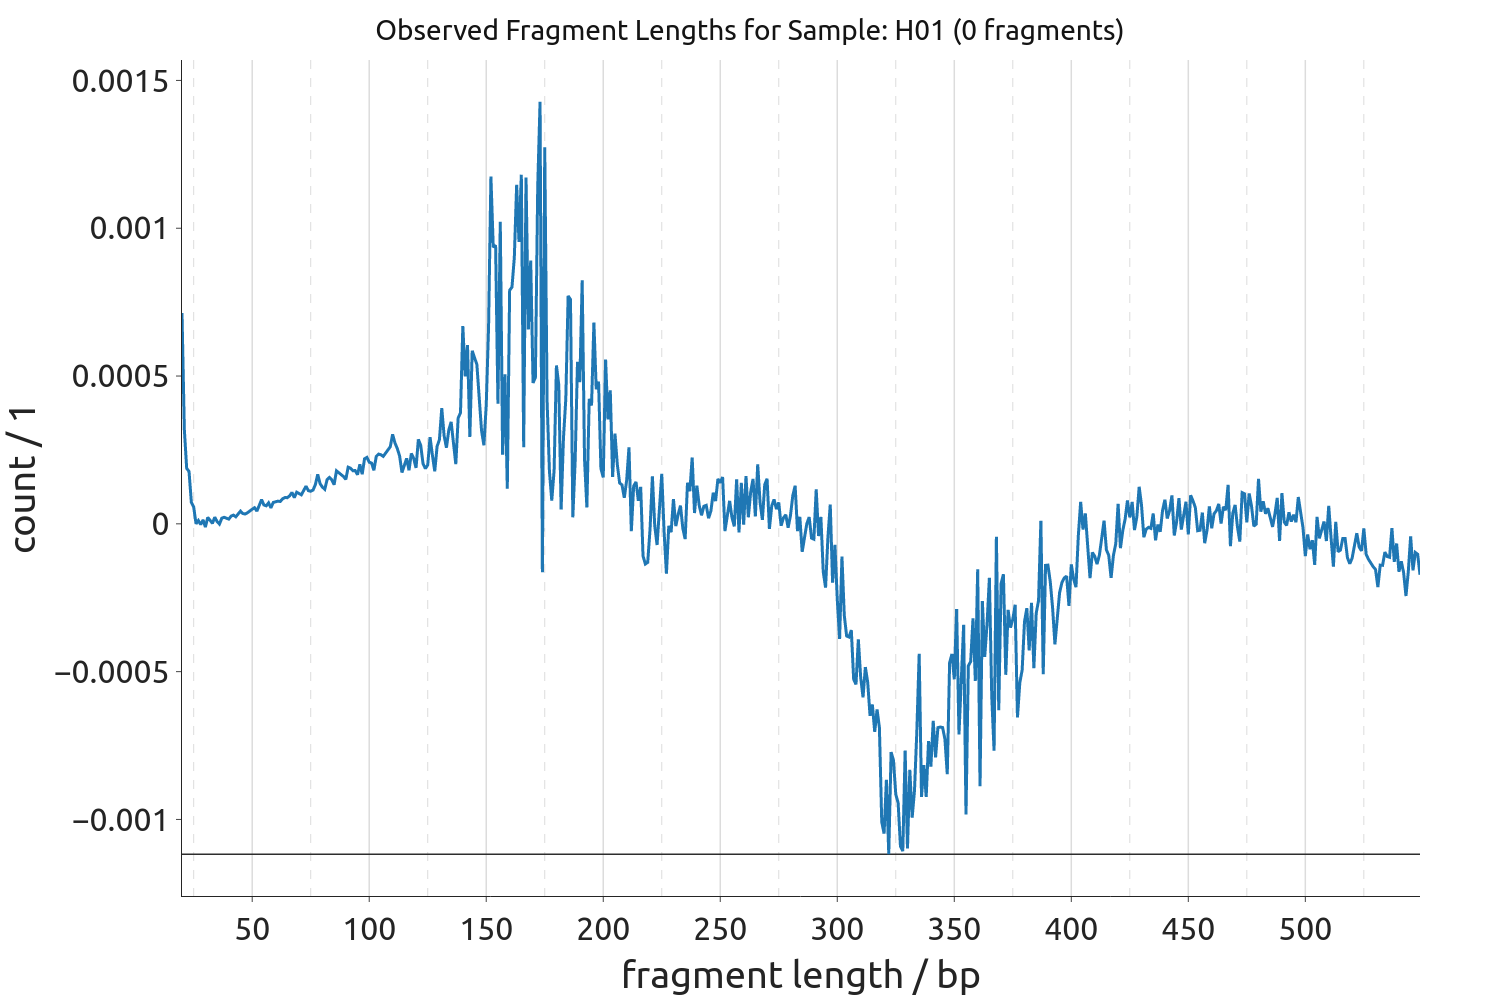 Observed Fragment Lengths for Sample: H01 (0 fragments)
0.0015
0.001
0.0005
0
−0.0005
−0.001
count / 1
50 100 150 200 250 300 350 400 450 500
fragment length / bp